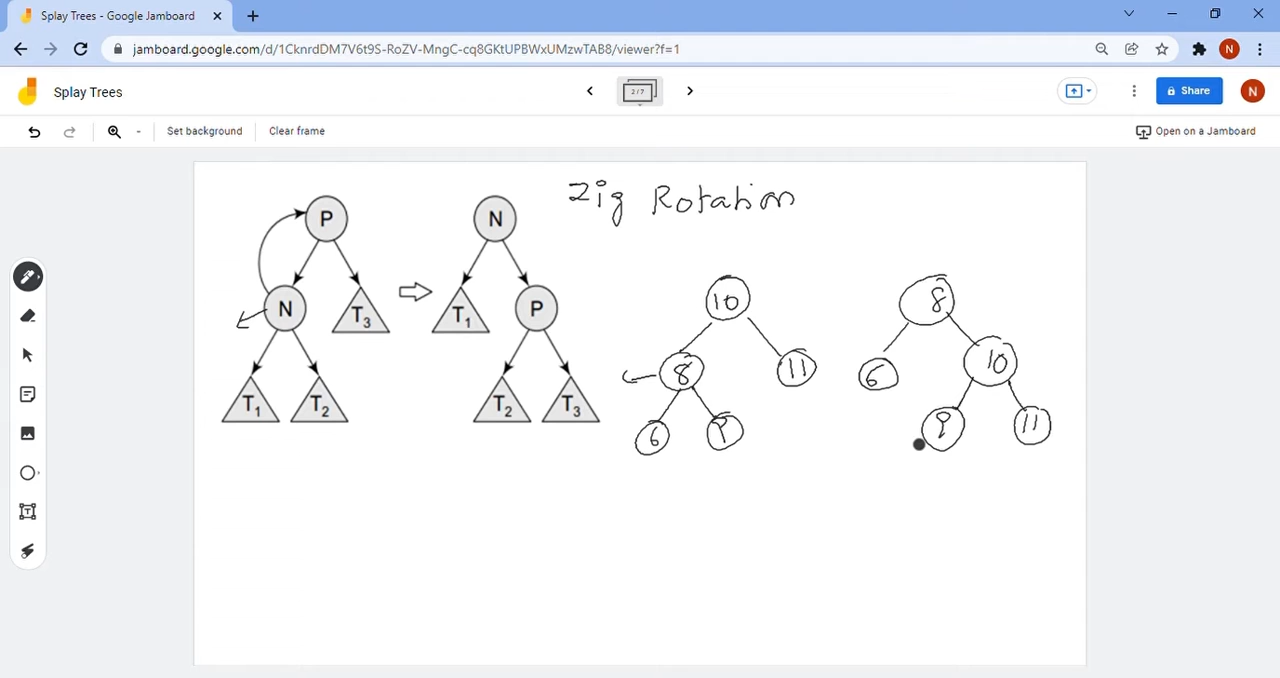 Splay Trees - Google Jamboard
jamboard.google.com/d/1CknrdDM7V6t9S-RoZV-MngC-cq8GKtUPBWxUMzwTAB8/viewer?f=1
N
Splay Trees
2/7
Share
N
Set background
Clear frame
Open on a Jamboard
Zig Rotation
P
N
N
T3
T1
P
T1
T2
T2
T3
10
8
11
6
9
8
6
10
9
11